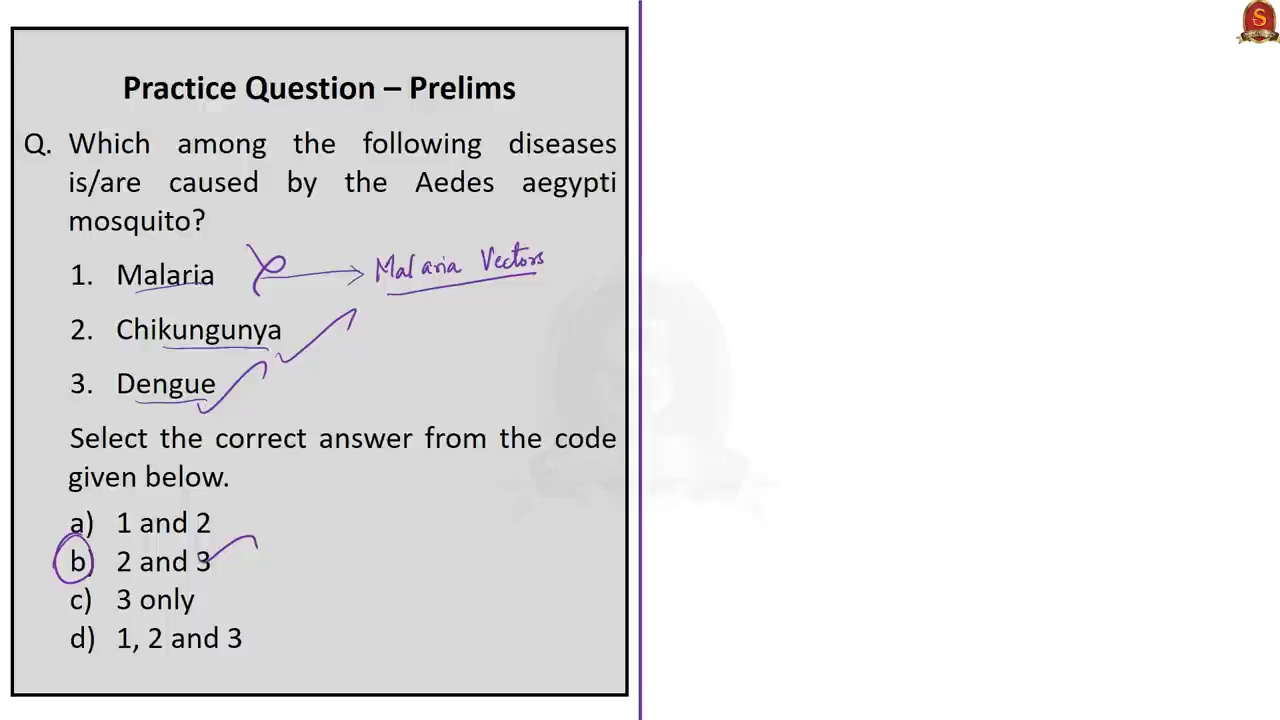 Practice Question – Prelims
Q. Which among the following diseases
is/are caused by the Aedes aegypti
mosquito?
1. Malaria Malaria Vectors
2. Chikungunya
3. Dengue
Select the correct answer from the code
given below.
a) 1 and 2
b) 2 and 3
c) 3 only
d) 1, 2 and 3
S